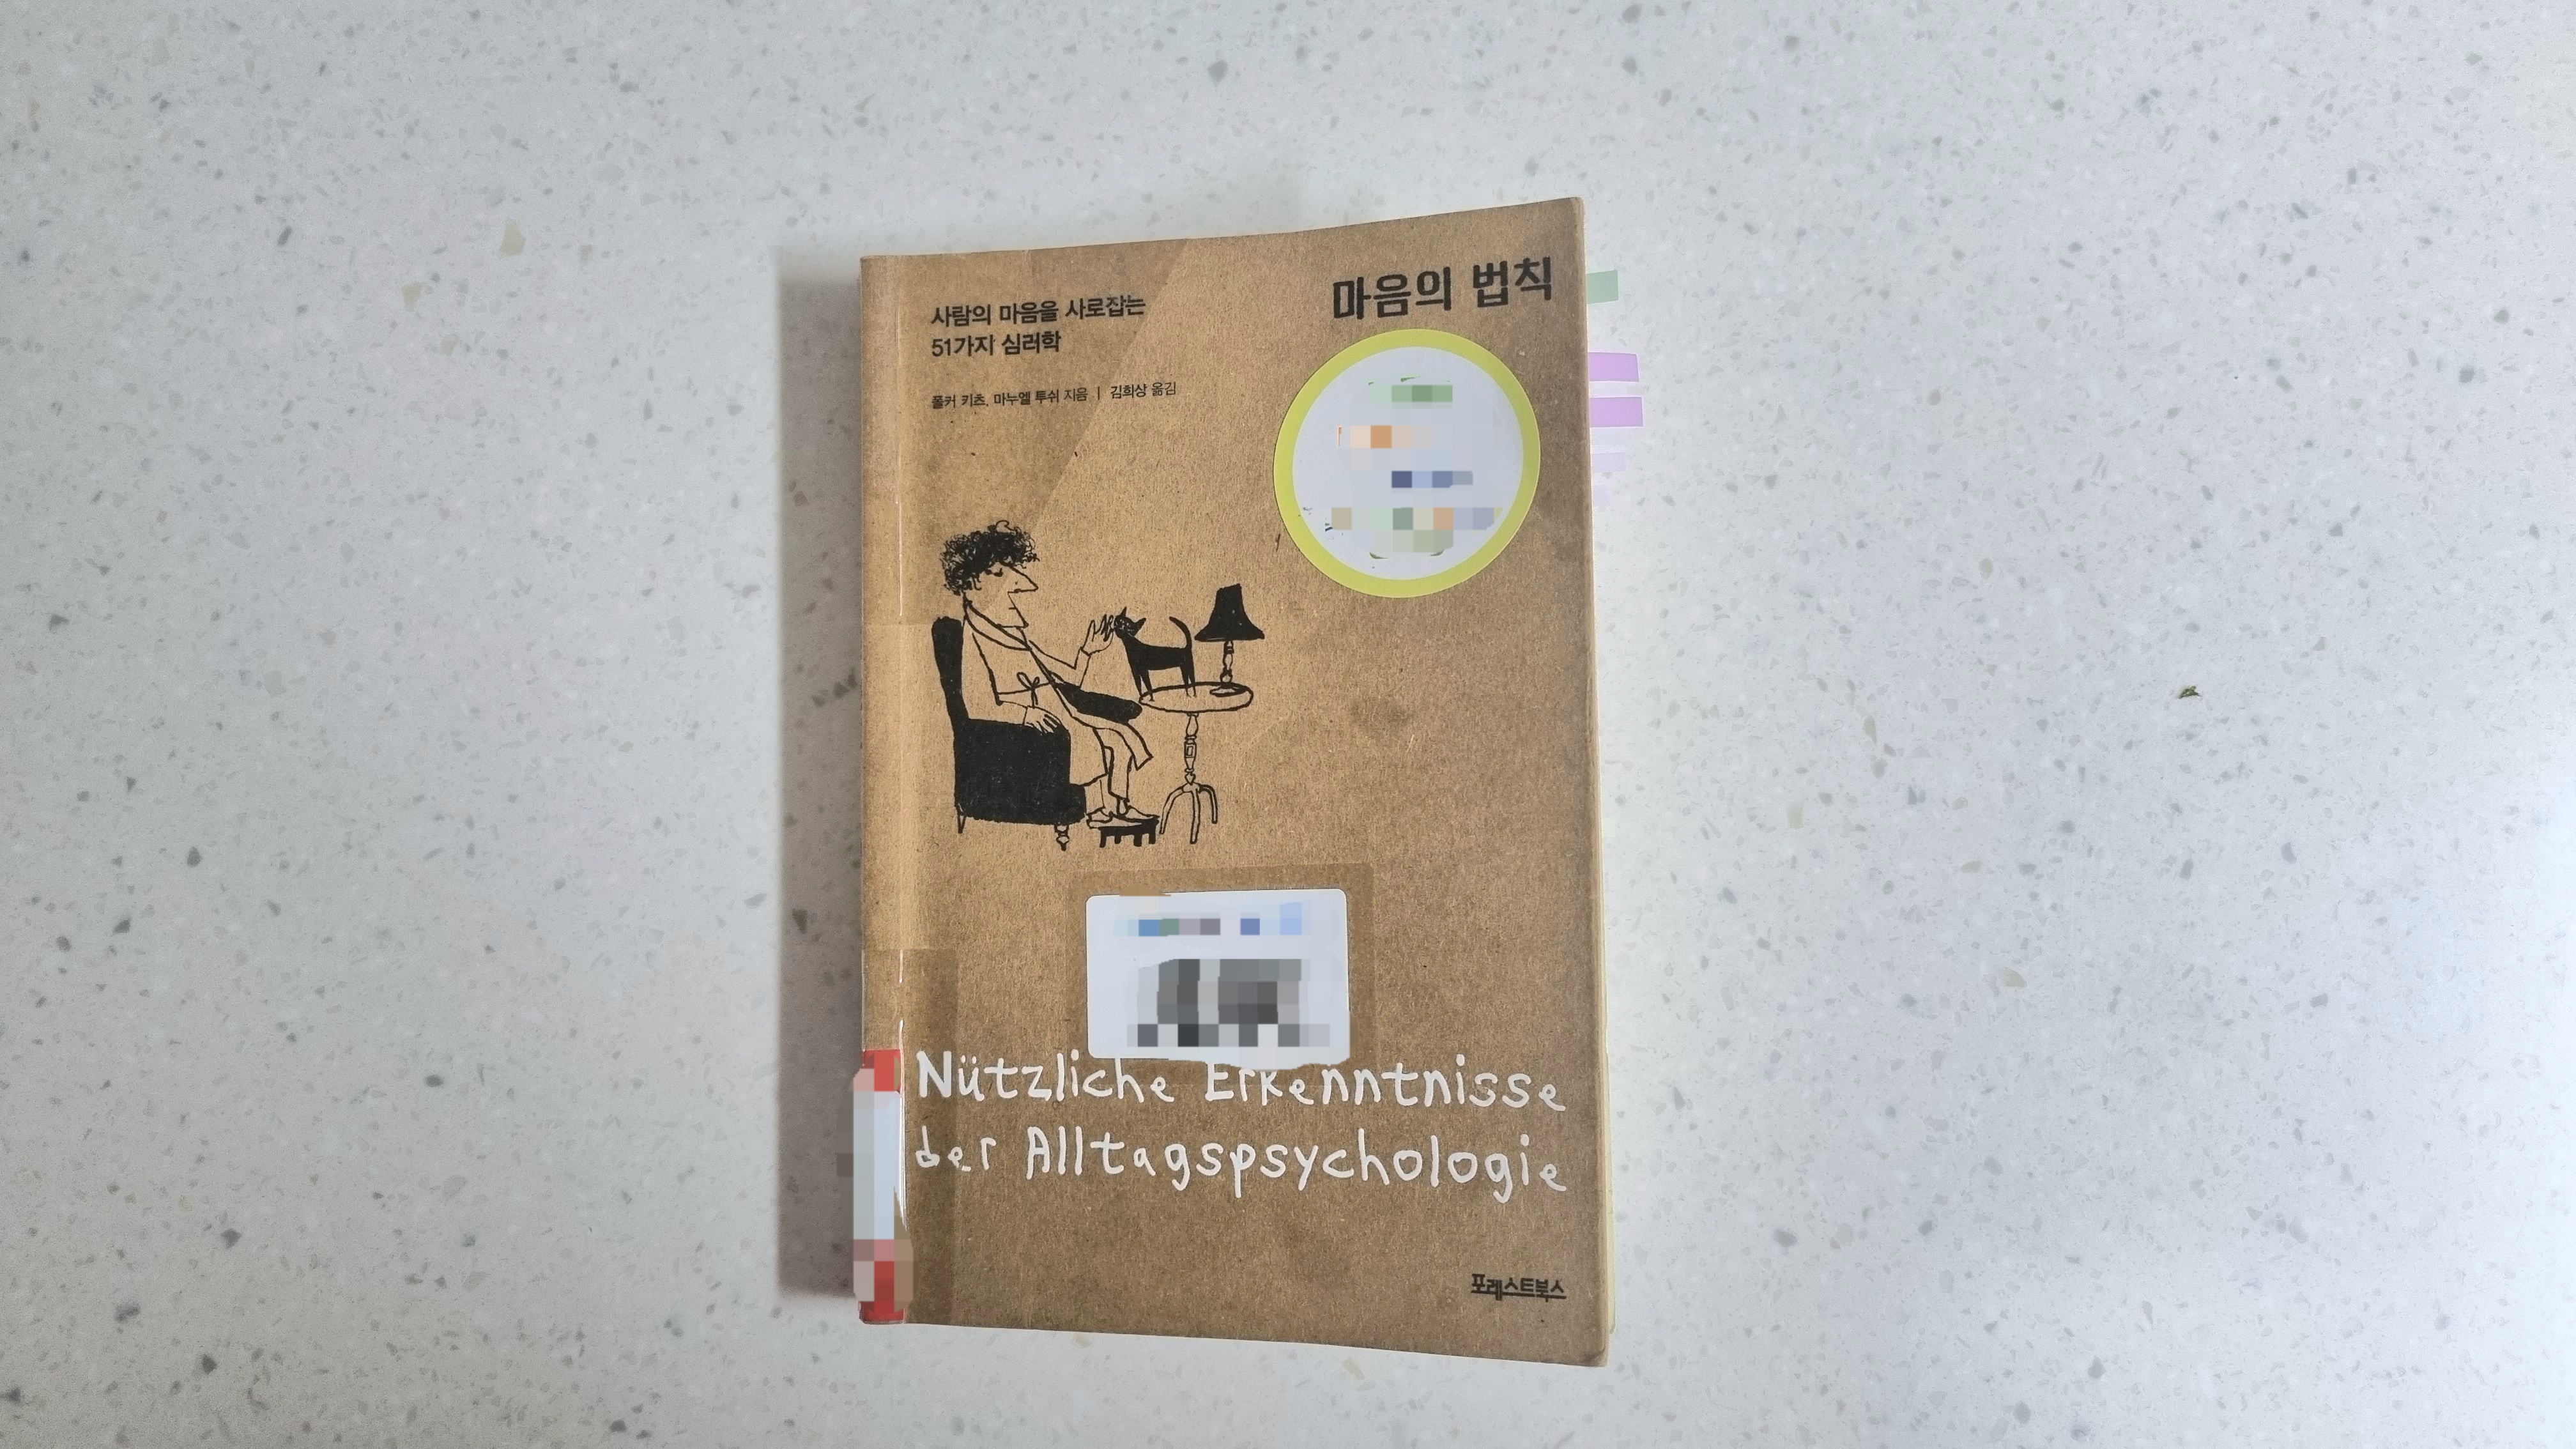 마음의 법칙
사람의 마음을 사로잡는
51가지 심리학
폴커 키츠, 마누엘 투쉬 지음 | 김희상 옮김
Nützliche Erkenntnisse
der Alltagspsychologie
포레스트북스